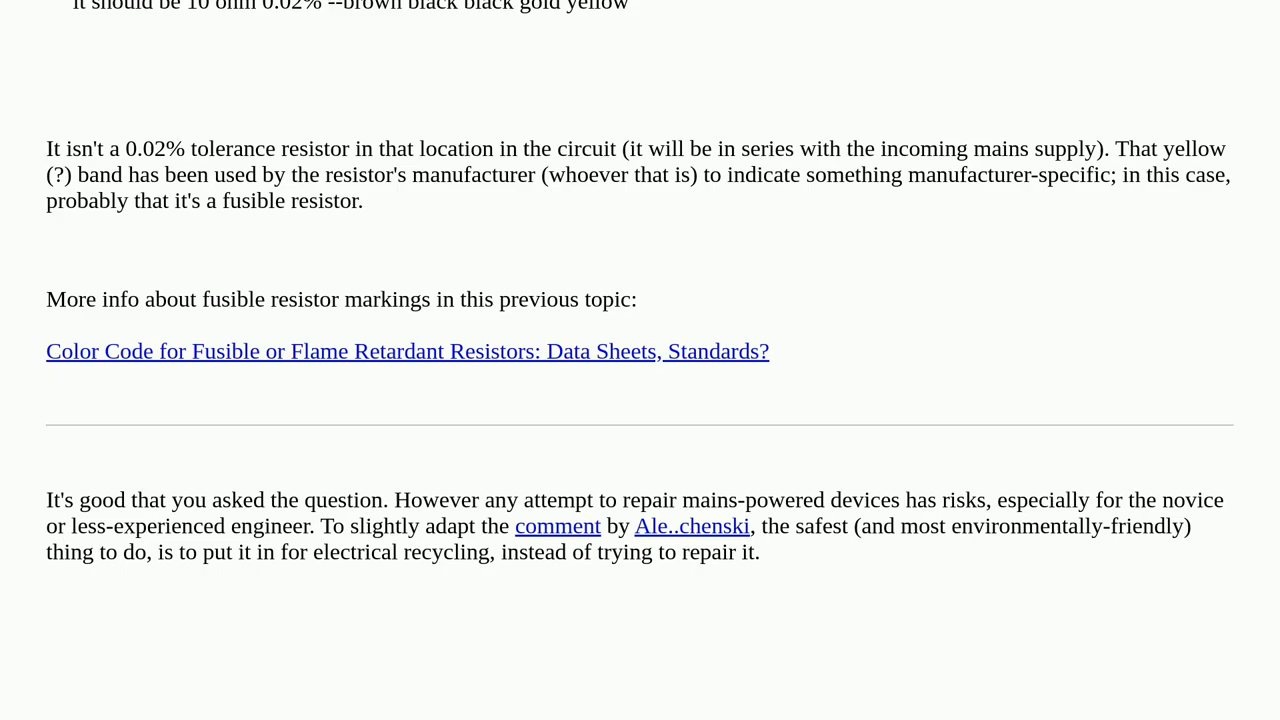 it should be 10 ohm 0.02% --brown black black gold yellow
It isn't a 0.02% tolerance resistor in that location in the circuit (it will be in series with the incoming mains supply). That yellow
(?) band has been used by the resistor's manufacturer (whoever that is) to indicate something manufacturer-specific; in this case,
probably that it's a fusible resistor.
More info about fusible resistor markings in this previous topic:
Color Code for Fusible or Flame Retardant Resistors: Data Sheets, Standards?
It's good that you asked the question. However any attempt to repair mains-powered devices has risks, especially for the novice
or less-experienced engineer. To slightly adapt the comment by Ale..chenski, the safest (and most environmentally-friendly)
thing to do, is to put it in for electrical recycling, instead of trying to repair it.